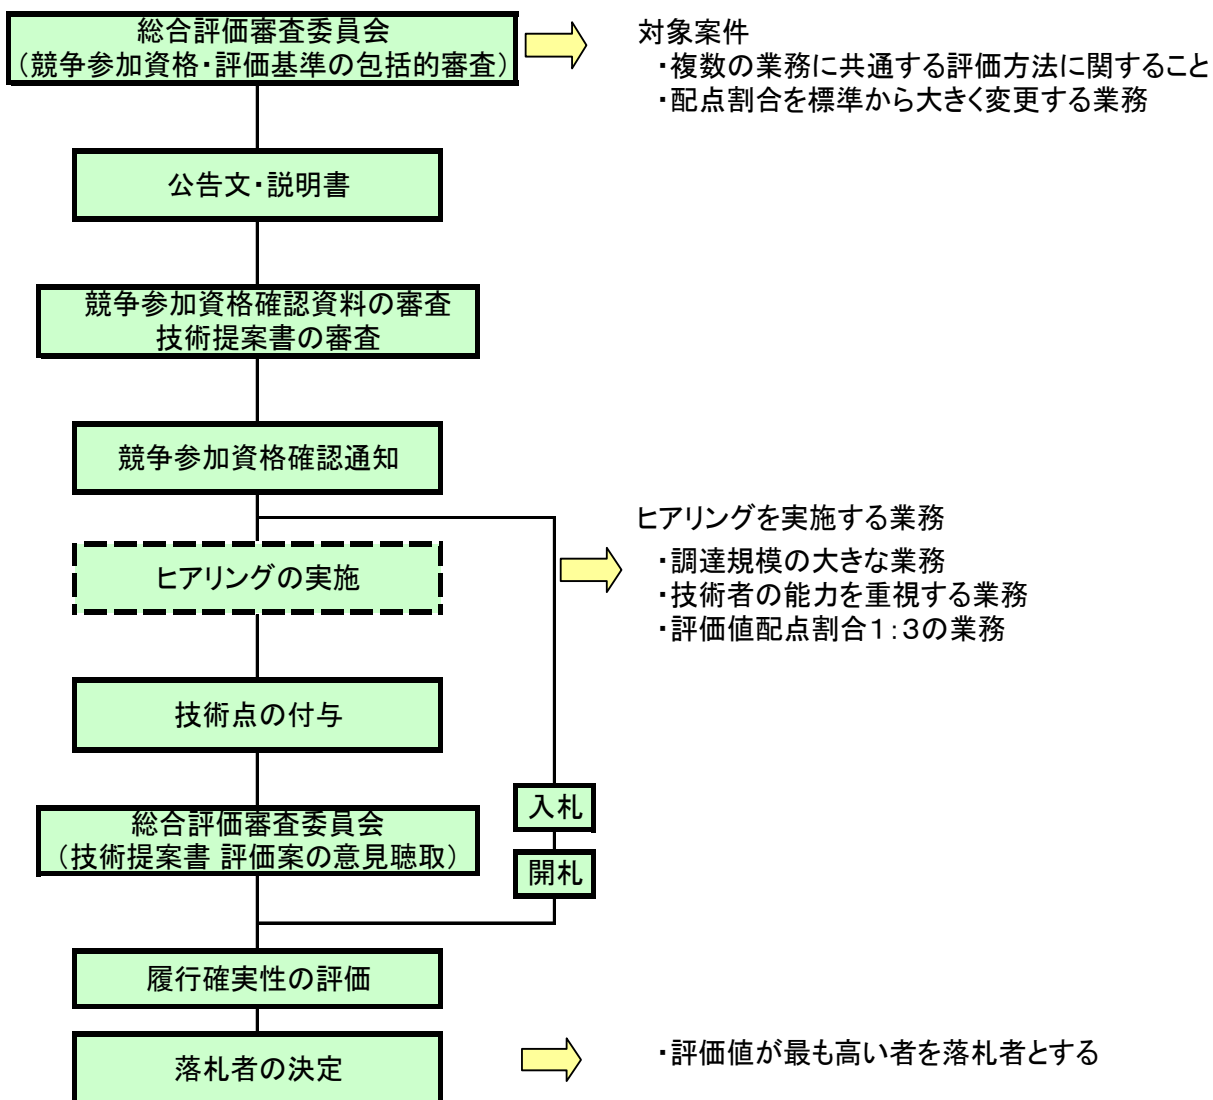 総合評価審査委員会
（競争参加資格・評価基準の包括的審査）
対象案件
・複数の業務に共通する評価方法に関すること
・配点割合を標準から大きく変更する業務
公告文・説明書
競争参加資格確認資料の審査
技術提案書の審査
競争参加資格確認通知
ヒアリングの実施
ヒアリングを実施する業務
・調達規模の大きな業務
・技術者の能力を重視する業務
・評価値配点割合１：３の業務
技術点の付与
総合評価審査委員会
（技術提案書 評価案の意見聴取）
入札
開札
履行確実性の評価
落札者の決定
・評価値が最も高い者を落札者とする